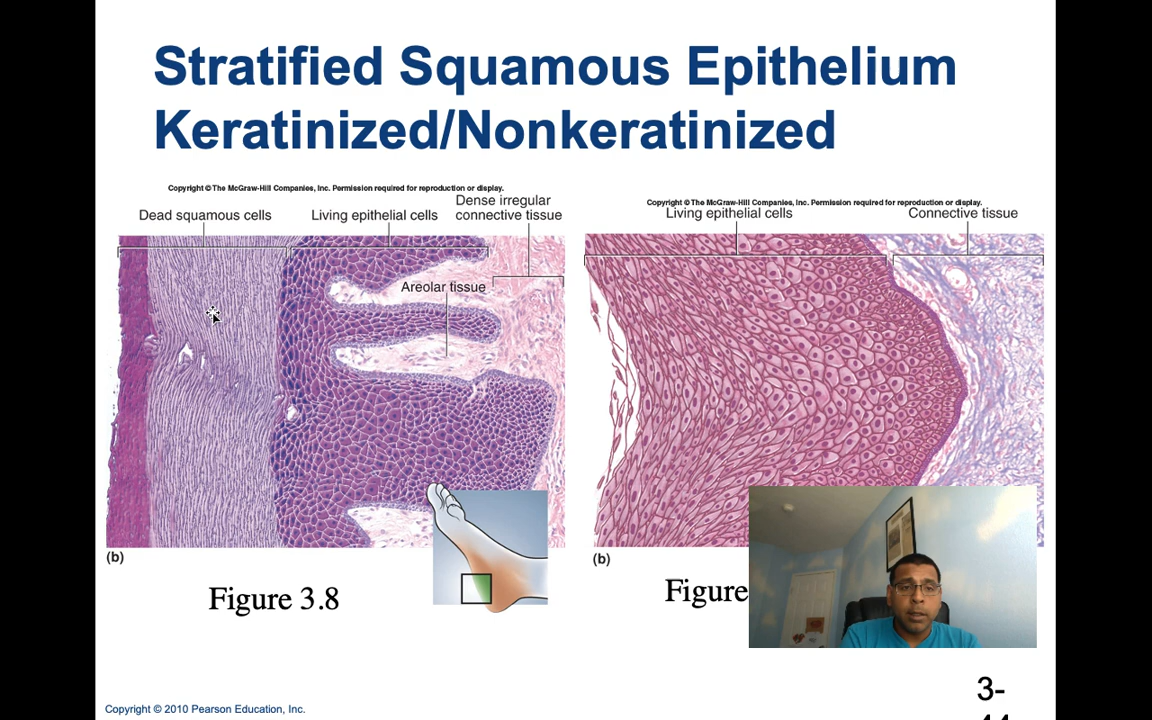 Stratified Squamous Epithelium
Keratinized/Nonkeratinized
Copyright © The McGraw-Hill Companies, Inc. Permission required for reproduction or display.
Dead squamous cells
Living epithelial cells
Dense irregular
connective tissue
Areolar tissue
(b)
Figure 3.8
Copyright © The McGraw-Hill Companies, Inc. Permission required for reproduction or display.
Living epithelial cells
Connective tissue
(b)
Figure
Copyright © 2010 Pearson Education, Inc.
3-